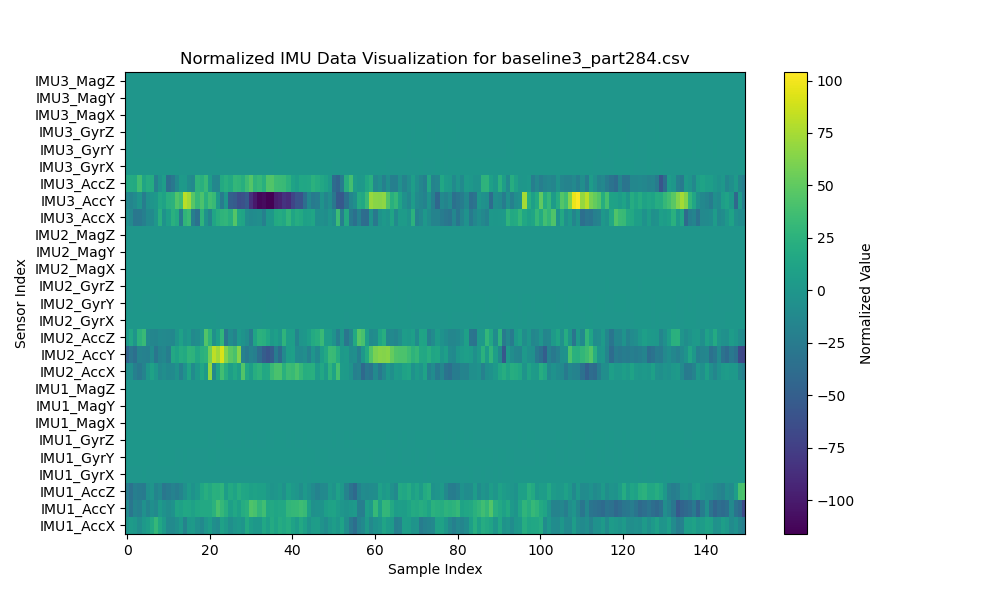 Normalized IMU Data Visualization for baseline3_part284.csv
Sensor Index
IMU3_MagZ
IMU3_MagY
IMU3_MagX
IMU3_GyrZ
IMU3_GyrY
IMU3_GyrX
IMU3_AccZ
IMU3_AccY
IMU3_AccX
IMU2_MagZ
IMU2_MagY
IMU2_MagX
IMU2_GyrZ
IMU2_GyrY
IMU2_GyrX
IMU2_AccZ
IMU2_AccY
IMU2_AccX
IMU1_MagZ
IMU1_MagY
IMU1_MagX
IMU1_GyrZ
IMU1_GyrY
IMU1_GyrX
IMU1_AccZ
IMU1_AccY
IMU1_AccX
0 20 40 60 80 100 120 140
Sample Index
100
75
50
25
0
−25
−50
−75
−100
Normalized Value